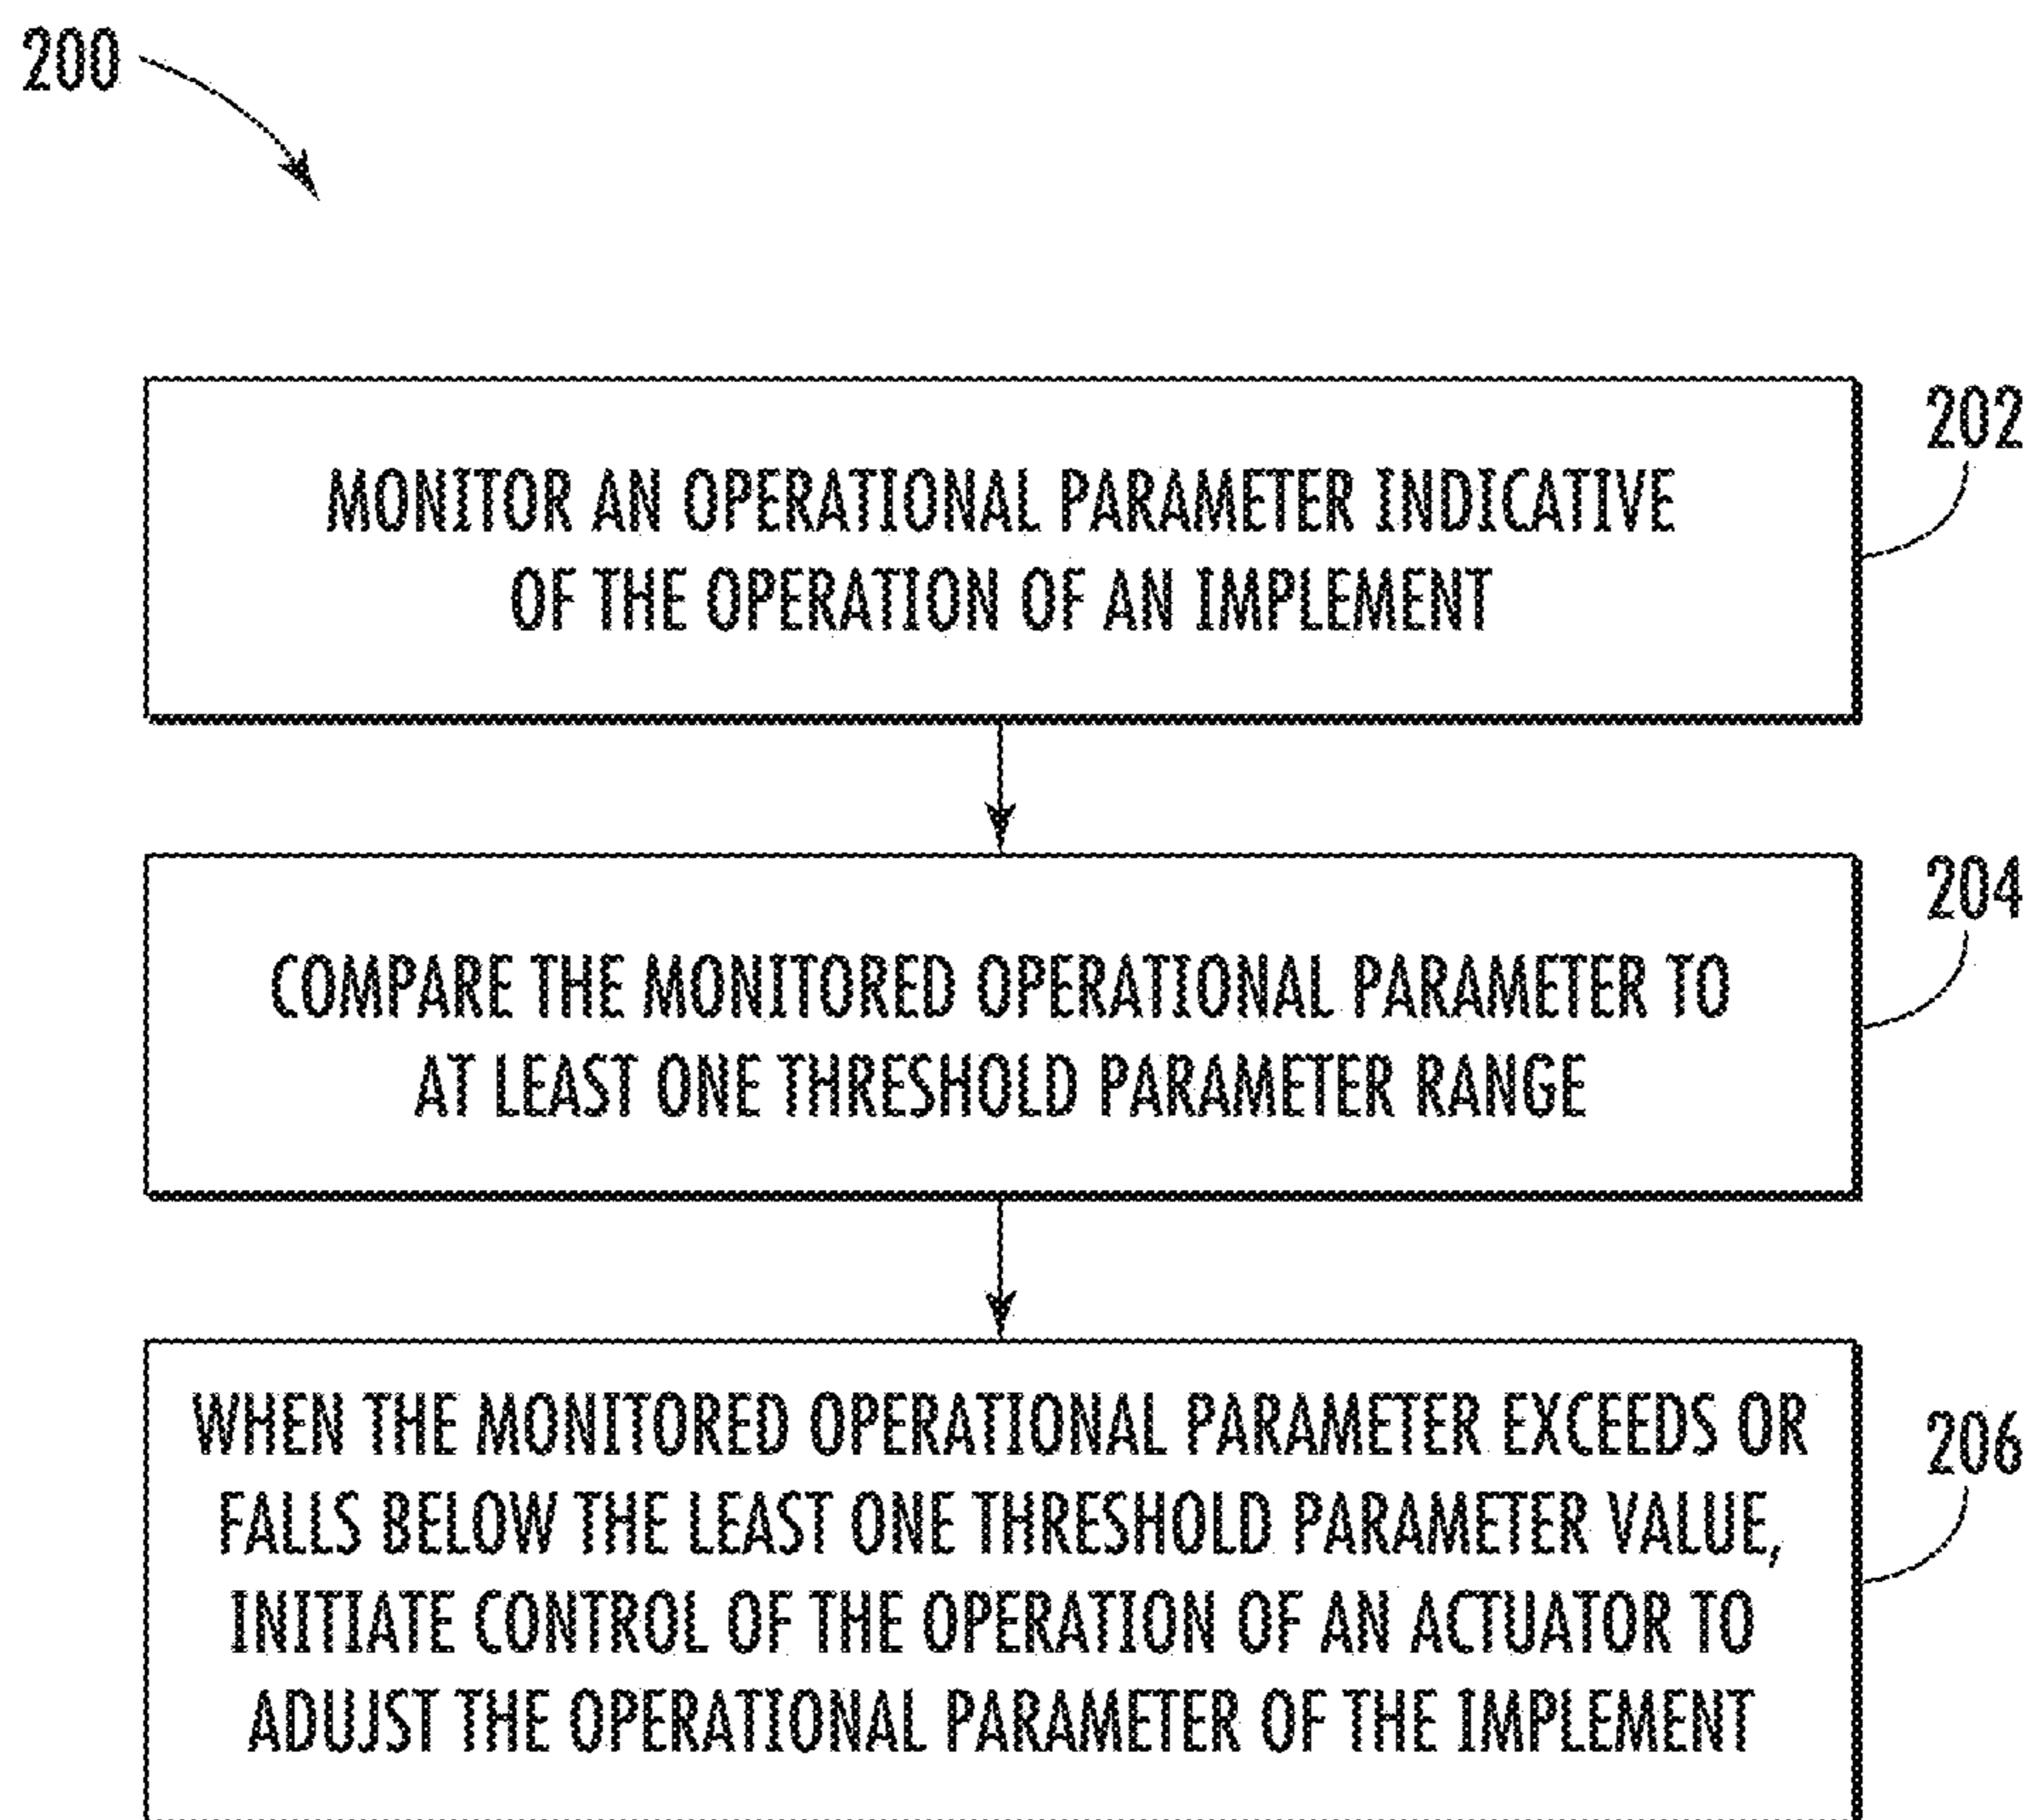 200
202
MONITOR AN OPERATIONAL PARAMETER INDICATIVE
OF THE OPERATION OF AN IMPLEMENT
204
COMPARE THE MONITORED OPERATIONAL PARAMETER TO
AT LEAST ONE THRESHOLD PARAMETER RANGE
206
WHEN THE MONITORED OPERATIONAL PARAMETER EXCEEDS OR
FALLS BELOW THE LEAST ONE THRESHOLD PARAMETER VALUE,
INITIATE CONTROL OF THE OPERATION OF AN ACTUATOR TO
ADUJST THE OPERATIONAL PARAMETER OF THE IMPLEMENT